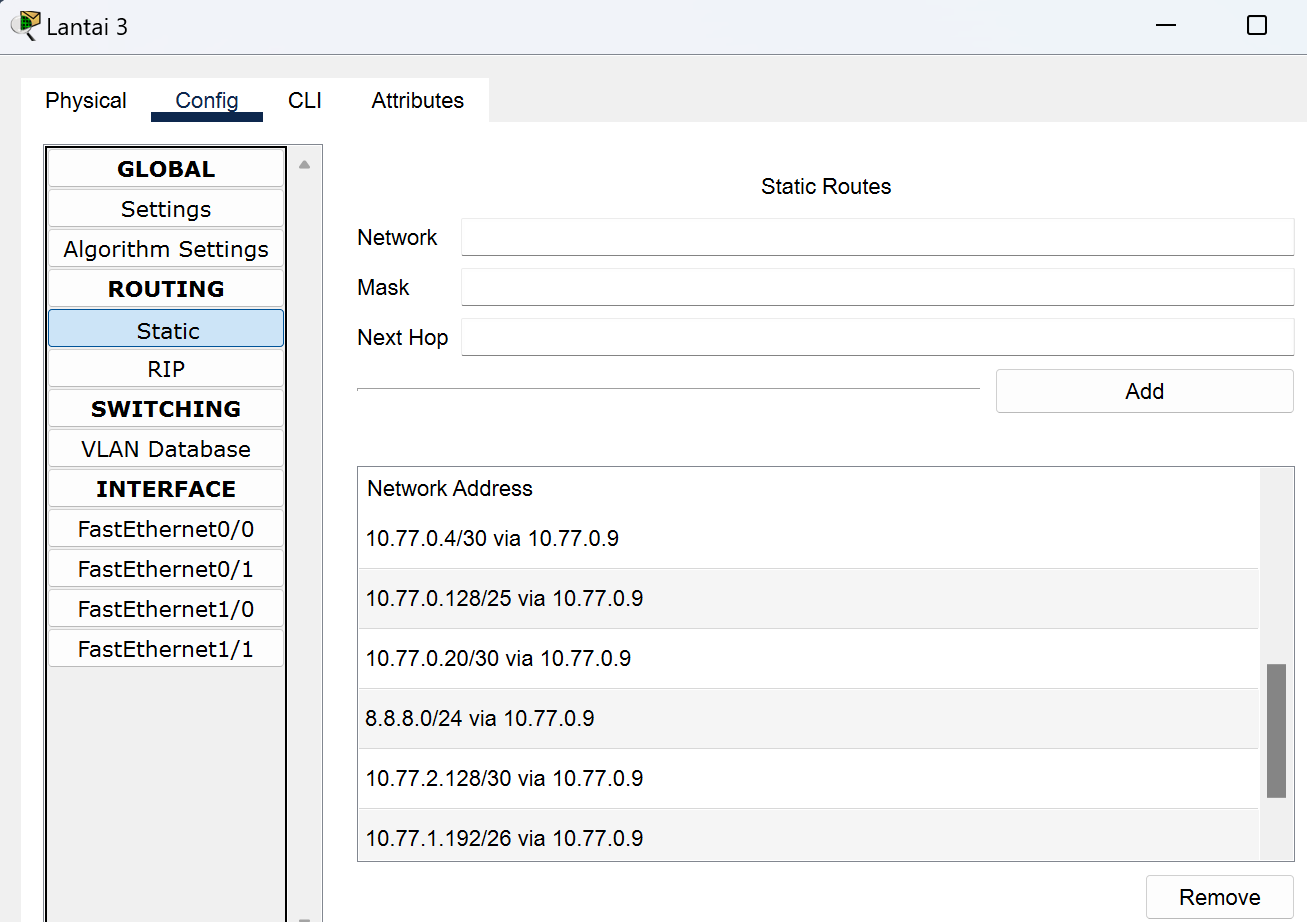 Lantai 3
Physical Config CLI Attributes
GLOBAL
Settings
Algorithm Settings
ROUTING
Static
RIP
SWITCHING
VLAN Database
INTERFACE
FastEthernet0/0
FastEthernet0/1
FastEthernet1/0
FastEthernet1/1
Static Routes
Network
Mask
Next Hop
Add
Network Address
10.77.0.4/30 via 10.77.0.9
10.77.0.128/25 via 10.77.0.9
10.77.0.20/30 via 10.77.0.9
8.8.8.0/24 via 10.77.0.9
10.77.2.128/30 via 10.77.0.9
10.77.1.192/26 via 10.77.0.9
Remove